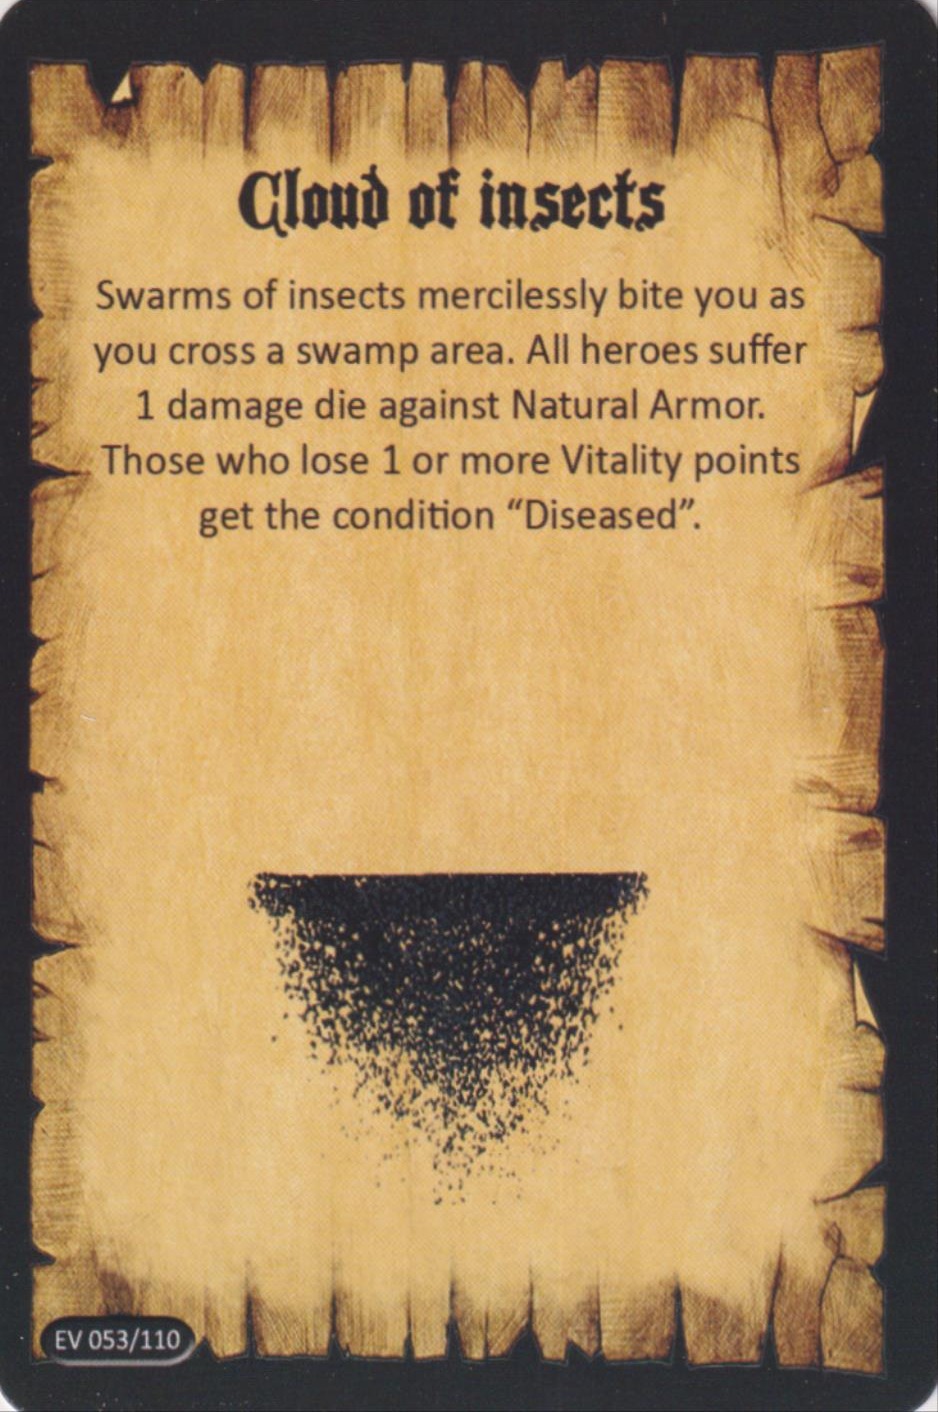 Cloud of insects
Swarms of insects mercilessly bite you as
you cross a swamp area. All heroes suffer
1 damage die against Natural Armor.
Those who lose 1 or more Vitality points
get the condition “Diseased”.
EV 053/110